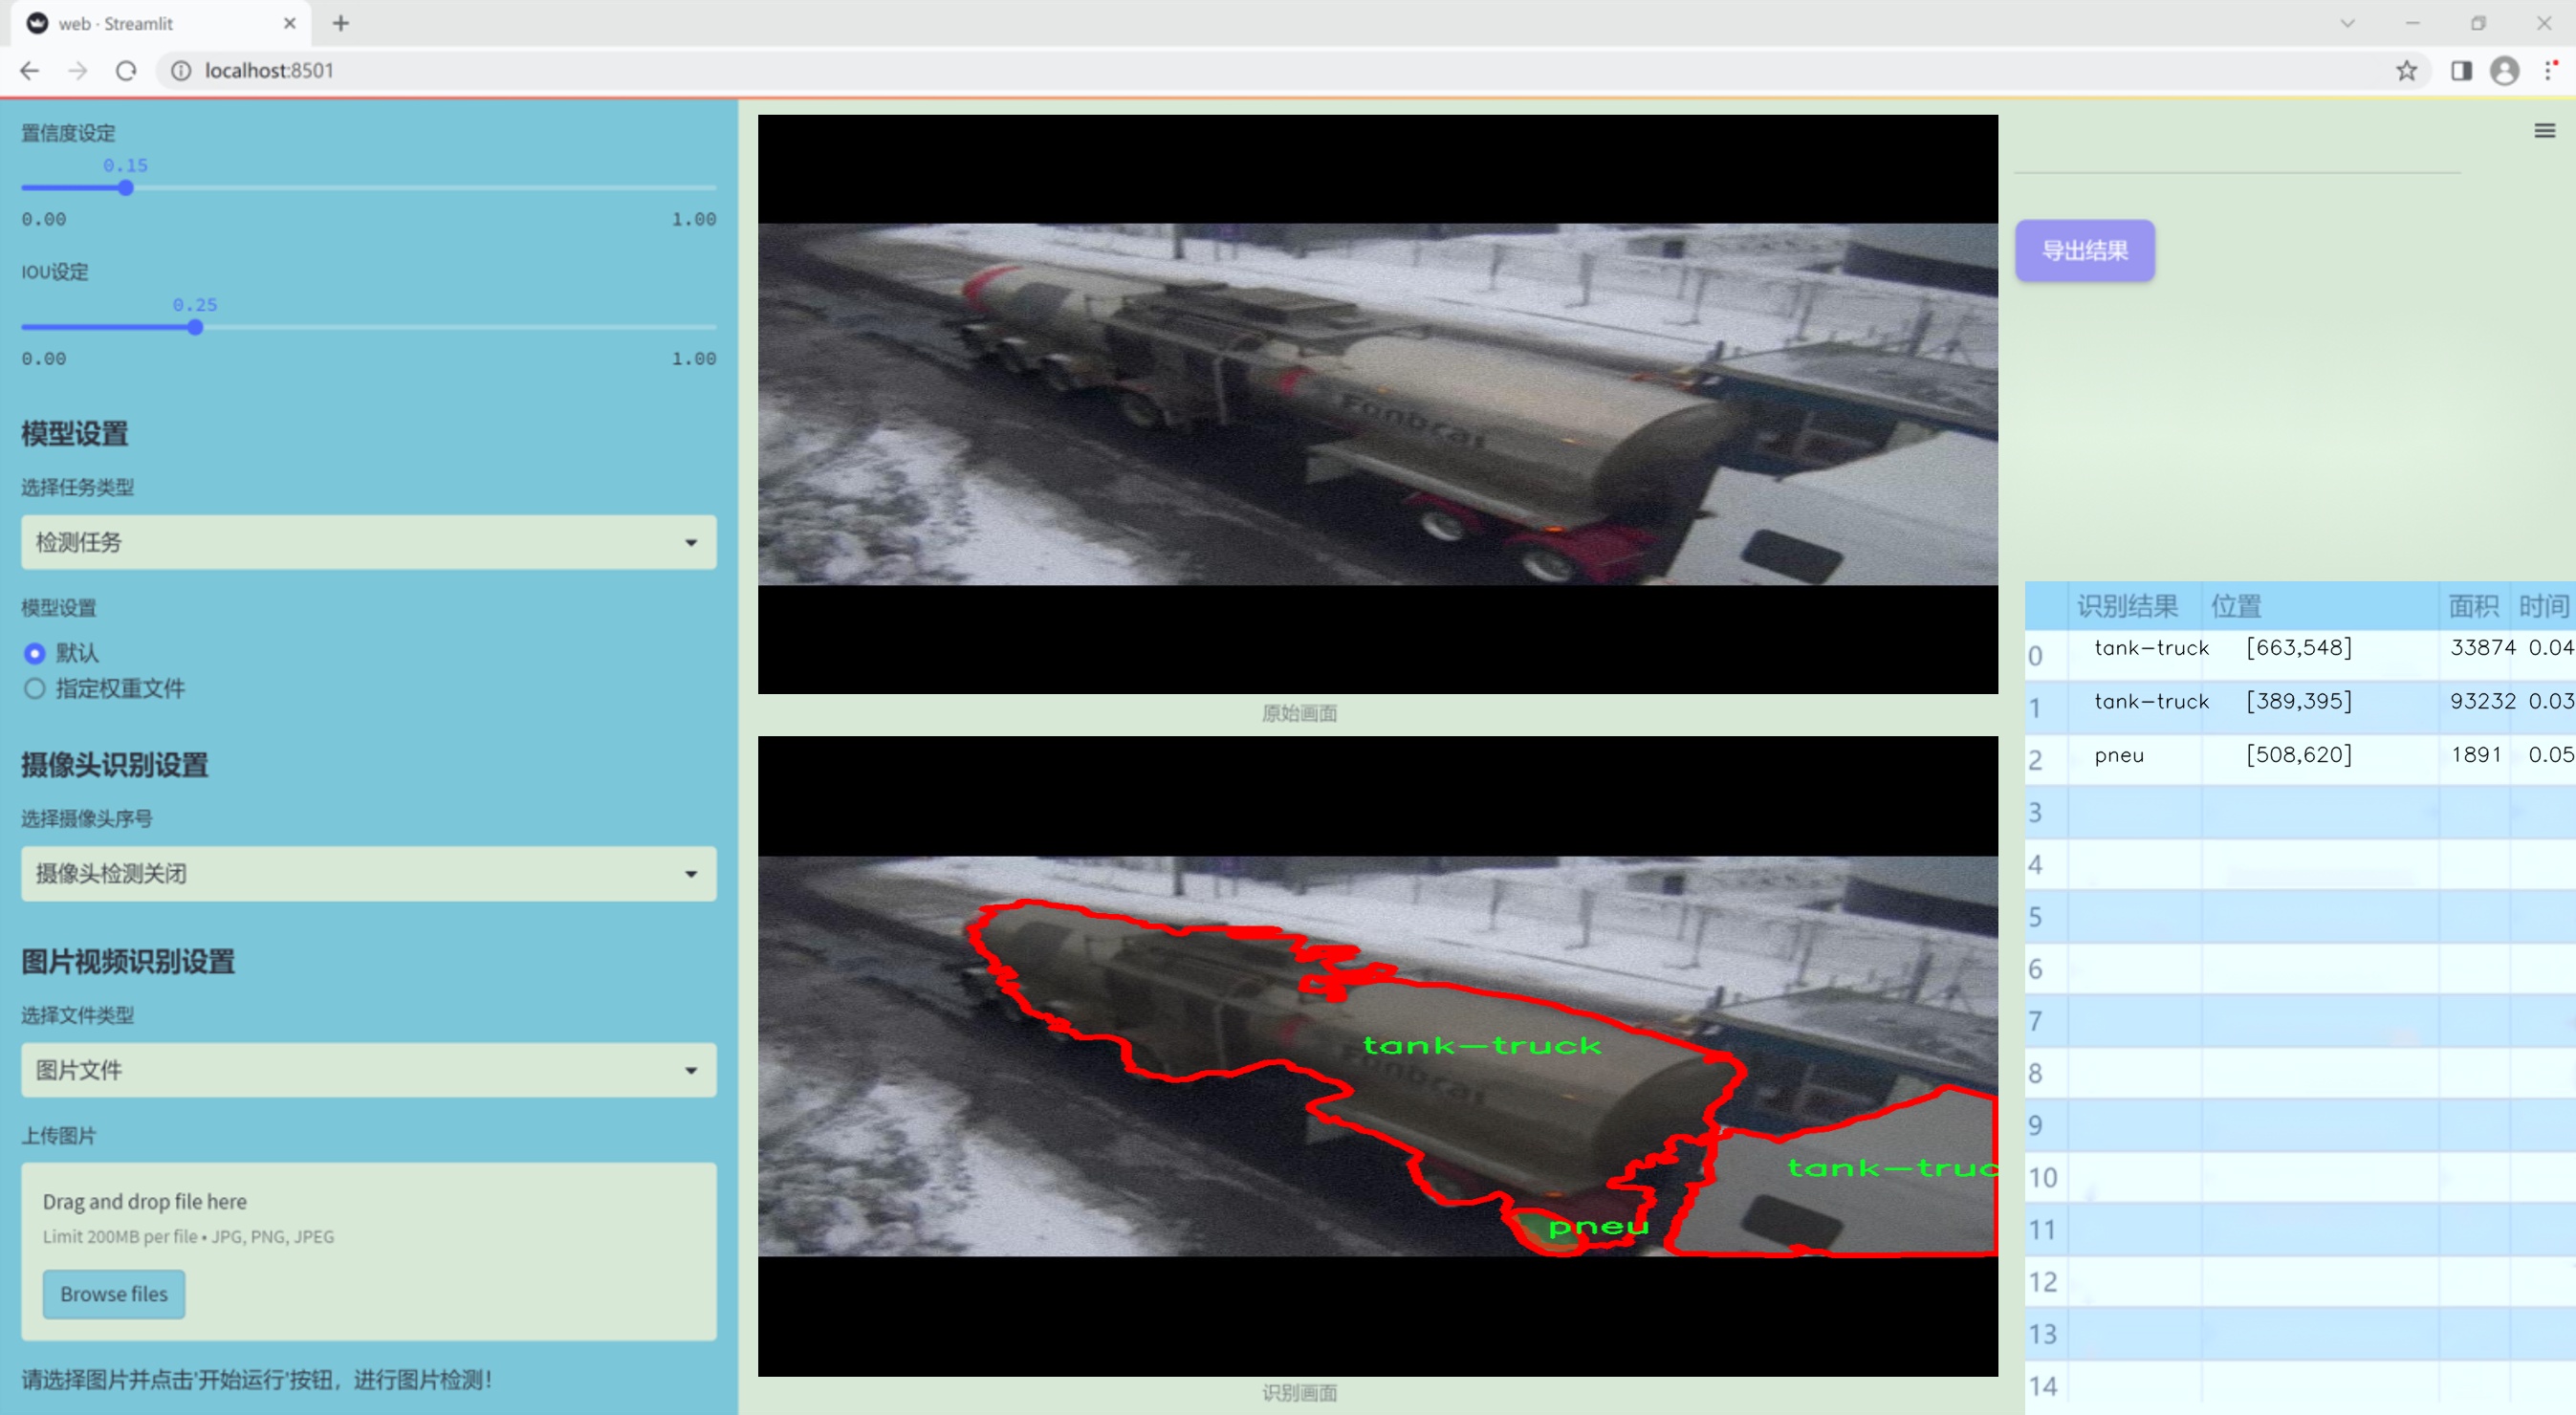 web · Streamlit
localhost:8501
置信度设定
0.15
0.00 1.00
IOU设定
0.25
0.00 1.00
模型设置
选择任务类型
检测任务
模型设置
默认
指定权重文件
摄像头识别设置
选择摄像头序号
摄像头检测关闭
图片视频识别设置
选择文件类型
图片文件
上传图片
Drag and drop file here
Limit 200MB per file • JPG, PNG, JPEG
Browse files
请选择图片并点击'开始运行'按钮，进行图片检测！
原始画面
tank-truck
tank-truc
pneu
识别画面
导出结果
识别结果 位置 面积 时间
0 tank-truck [663,548] 33874 0.04
1 tank-truck [389,395] 93232 0.03
2 pneu [508,620] 1891 0.05
3
4
5
6
7
8
9
10
11
12
13
14